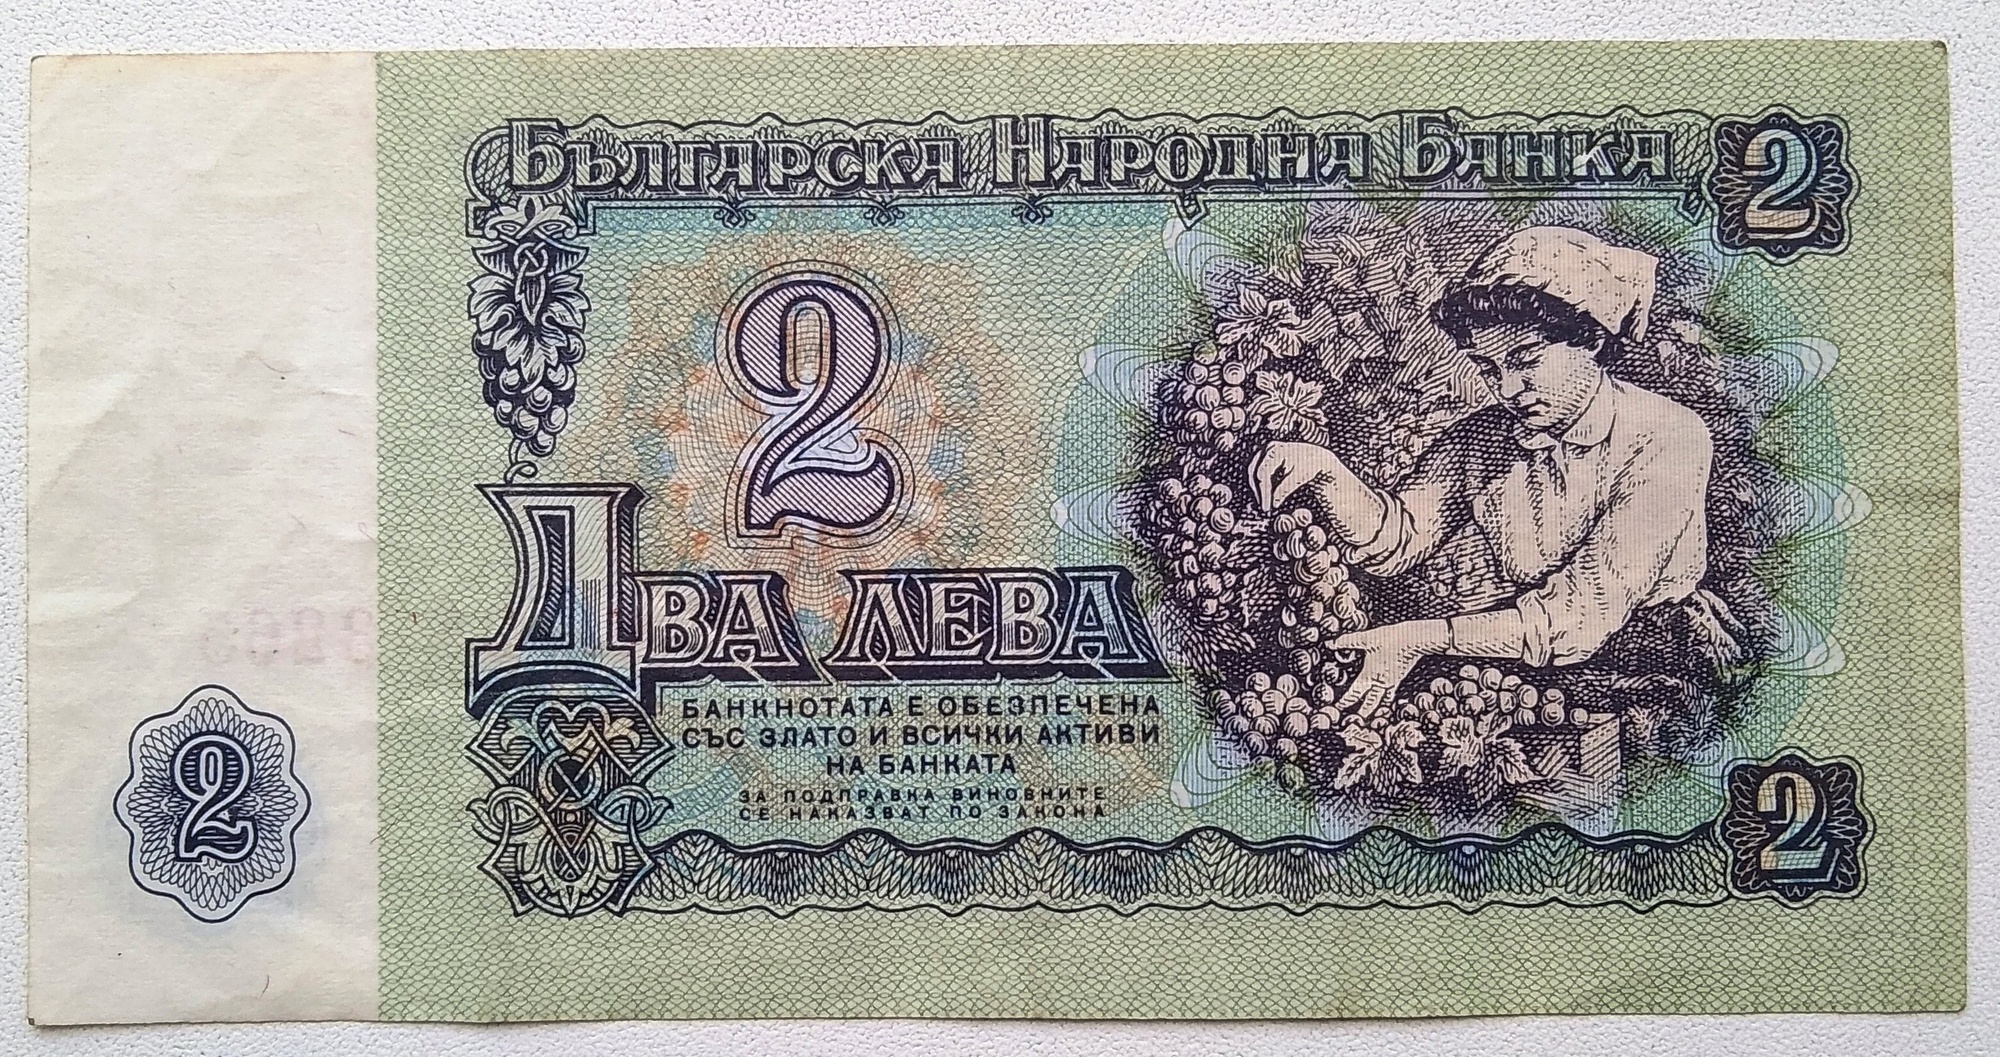 Българска Народна Банка
2
2
Два лева
БАНКНОТАТА Е ОБЕЗПЕЧЕНА
СЪС ЗЛАТО И ВСИЧКИ АКТИВИ
НА БАНКАТА
ЗА ПОДПРАВКА ВИНОВНИТЕ
СЕ НАКАЗВАТ ПО ЗАКОНА
2
2